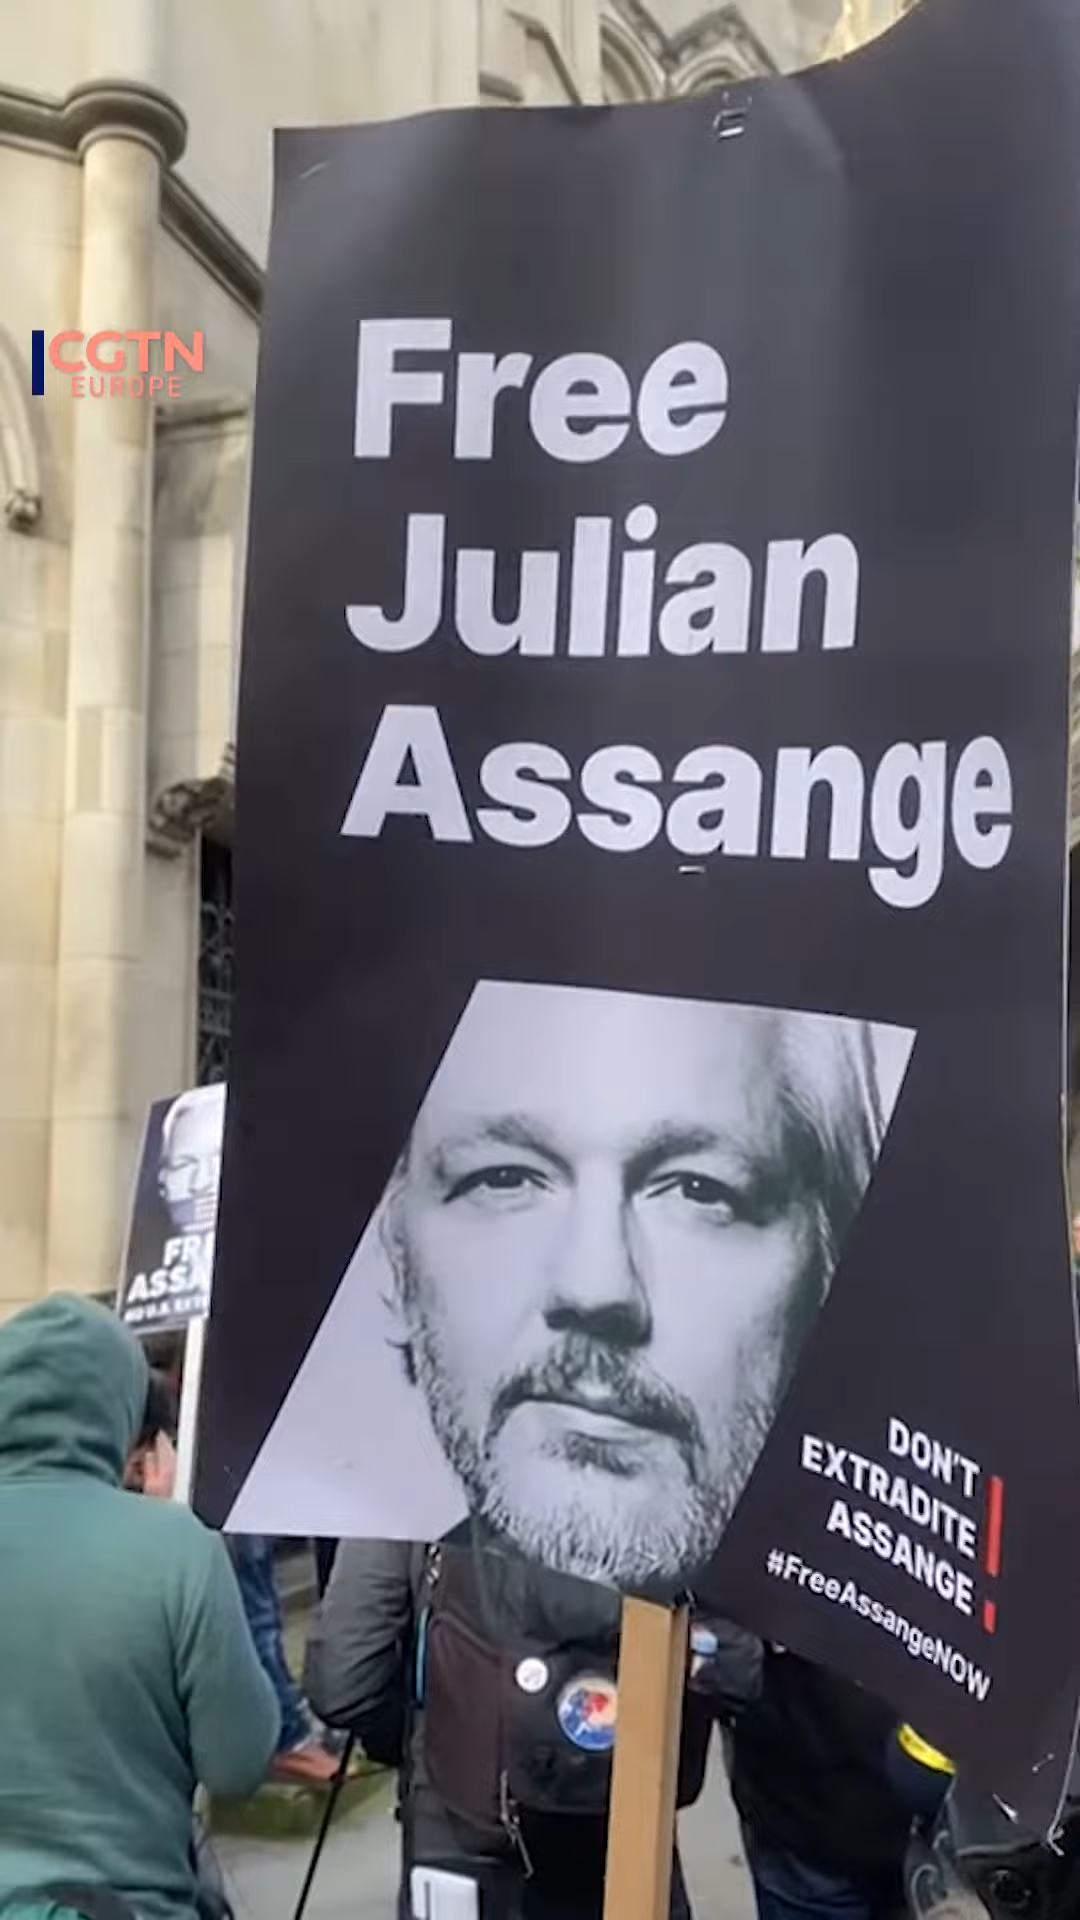 CGTN
EUROPE
Free
Julian
Assange
DON'T
EXTRADITE
ASSANGE!
#FreeAssangeNOW